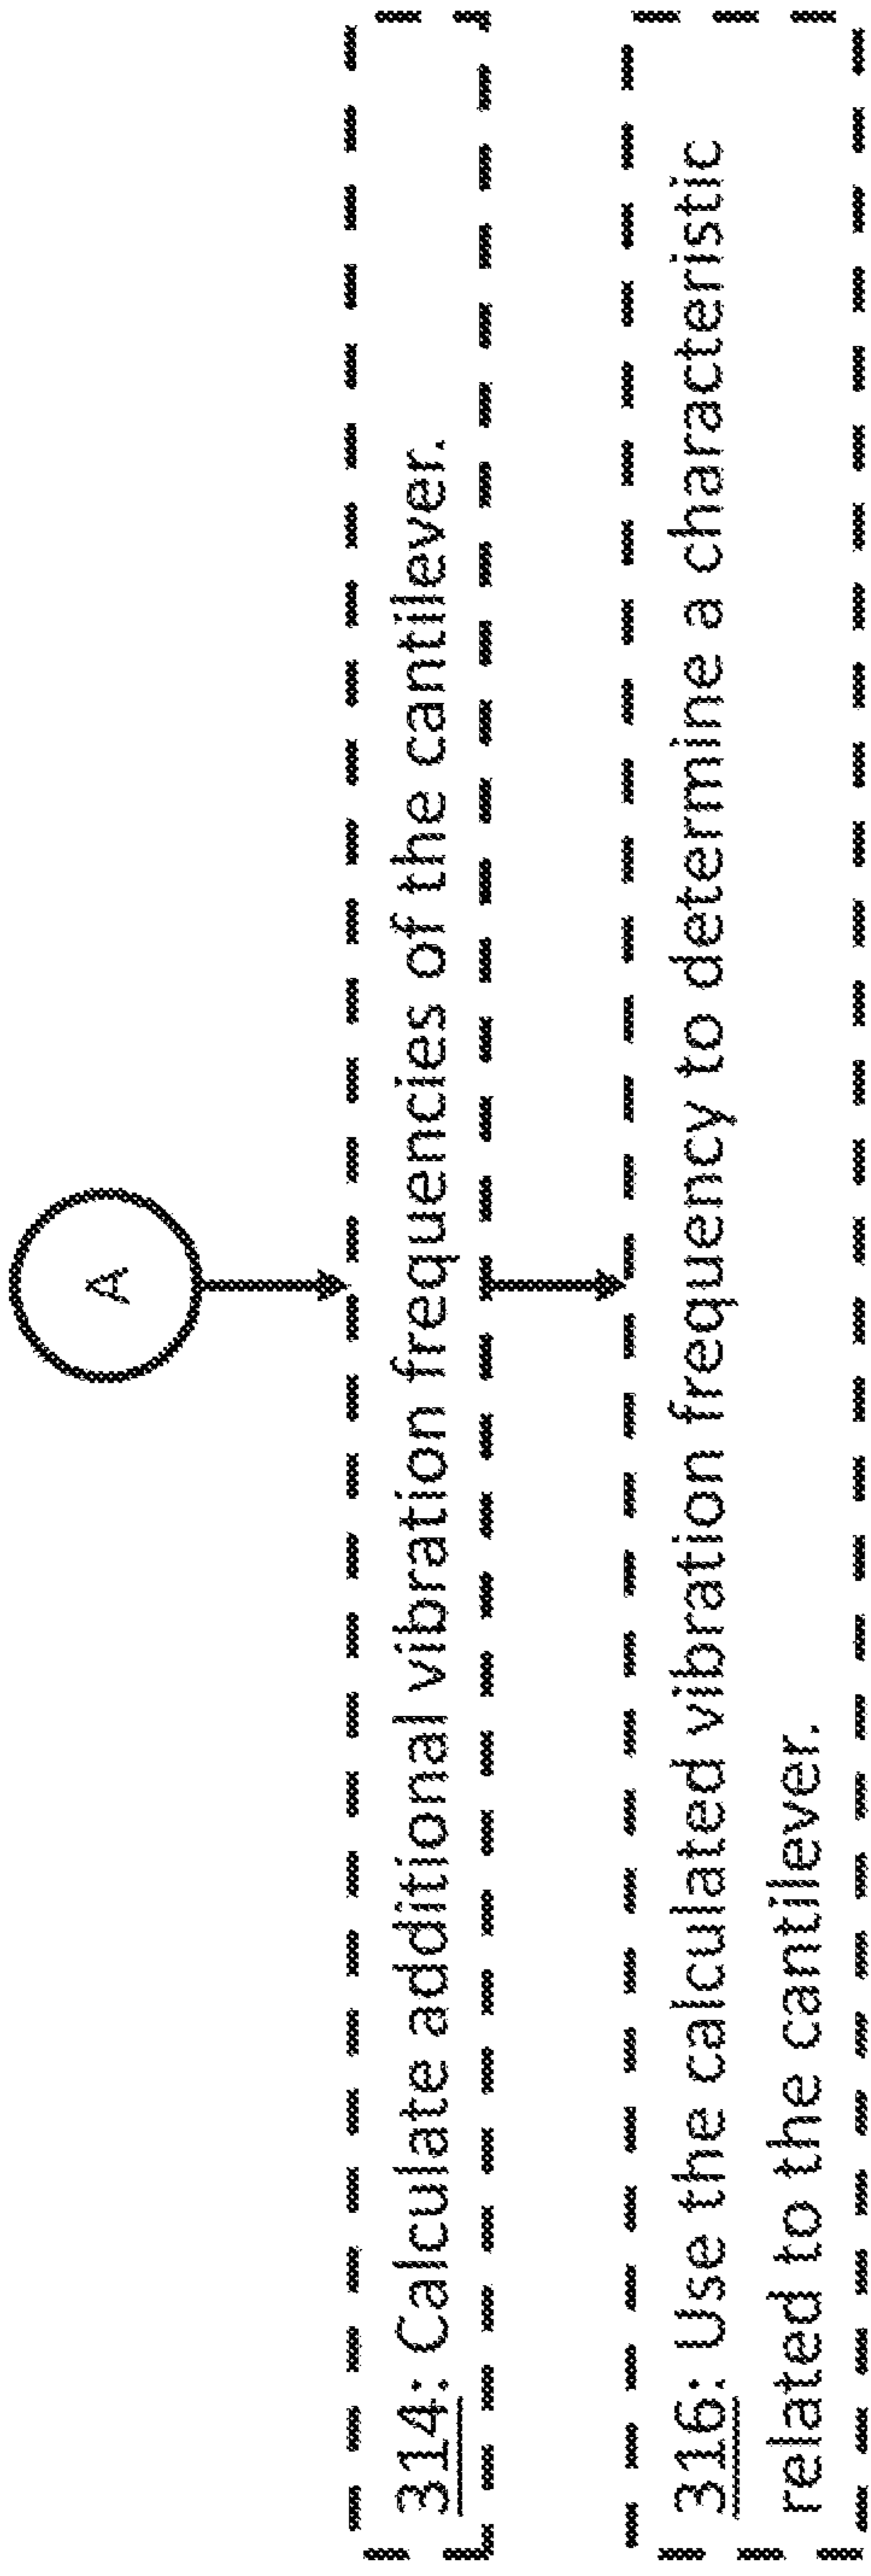 A
314: Calculate additional vibration frequencies of the cantilever.
316: Use the calculated vibration frequency to determine a characteristic
related to the cantilever.